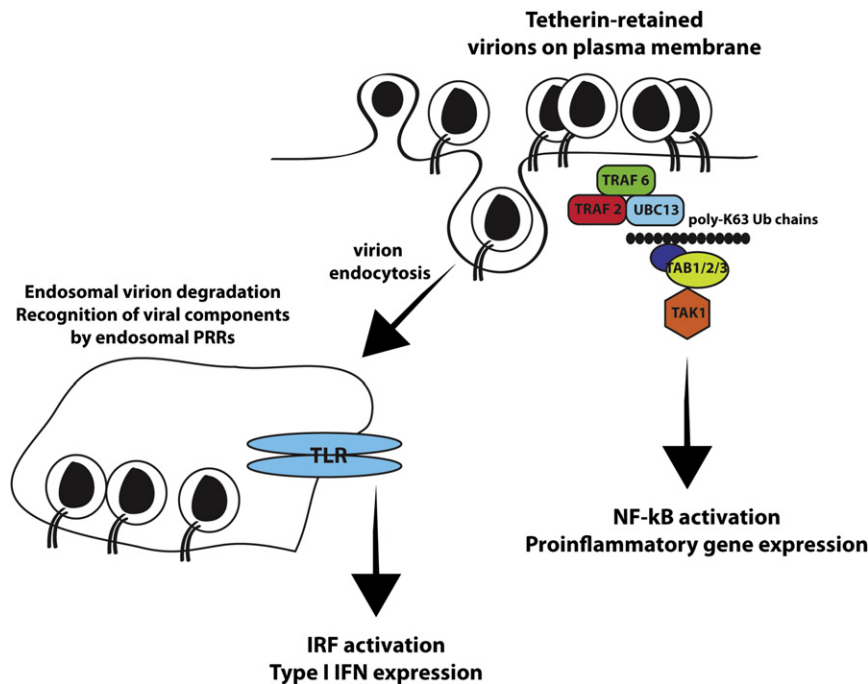 Tetherin-retained
virions on plasma membrane
TRAF 6
TRAF 2
UBC13
poly-K63 Ub chains
TAB1/2/3
TAK1
virion
endocytosis
Endosomal virion degradation
Recognition of viral components
by endosomal PRRs
TLR
NF-kB activation
Proinflammatory gene expression
IRF activation
Type I IFN expression